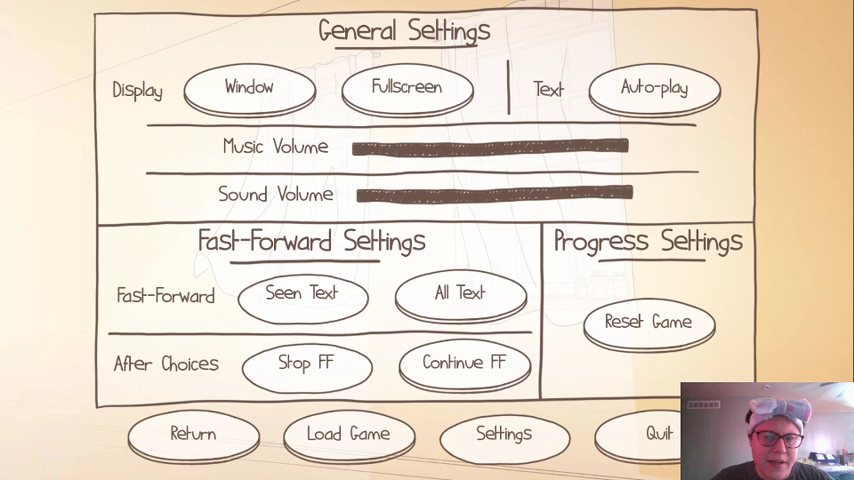 General Settings
Display Window Fullscreen Text Auto-play
Music Volume
Sound Volume
Fast-Forward Settings
Fast-Forward Seen Text All Text
After Choices Stop FF Continue FF
Progress Settings
Reset Game
Return Load Game Settings Quit